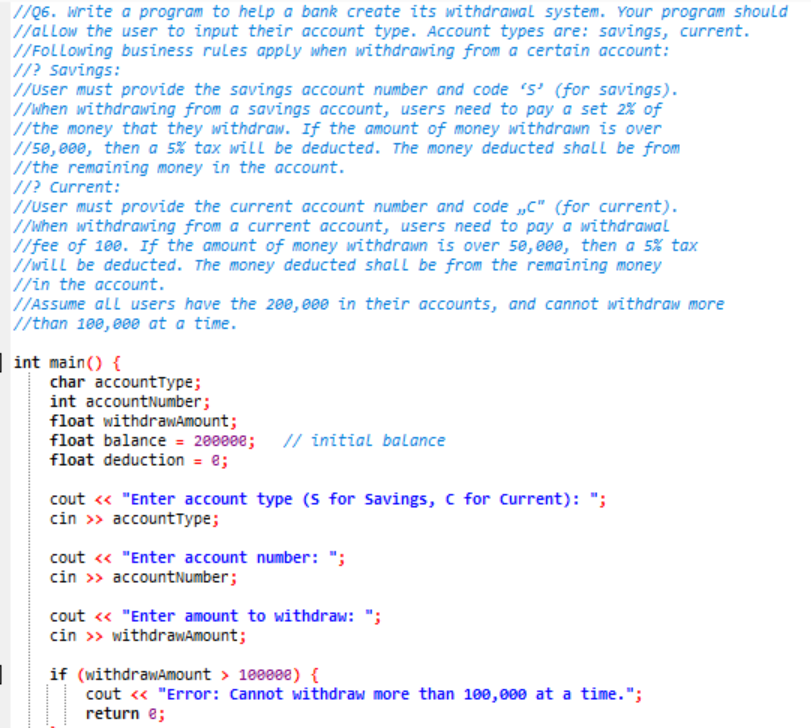 //Q6. Write a program to help a bank create its withdrawal system. Your program should
//allow the user to input their account type. Account types are: savings, current.
//Following business rules apply when withdrawing from a certain account:
//? Savings:
//User must provide the savings account number and code ‘S’ (for savings).
//When withdrawing from a savings account, users need to pay a set 2% of
//the money that they withdraw. If the amount of money withdrawn is over
//50,000, then a 5% tax will be deducted. The money deducted shall be from
//the remaining money in the account.
//? Current:
//User must provide the current account number and code „C" (for current).
//When withdrawing from a current account, users need to pay a withdrawal
//fee of 100. If the amount of money withdrawn is over 50,000, then a 5% tax
//will be deducted. The money deducted shall be from the remaining money
//in the account.
//Assume all users have the 200,000 in their accounts, and cannot withdraw more
//than 100,000 at a time.
int main() {
char accountType;
int accountNumber;
float withdrawAmount;
float balance = 200000; // initial balance
float deduction = 0;
cout << "Enter account type (S for Savings, C for Current): ";
cin >> accountType;
cout << "Enter account number: ";
cin >> accountNumber;
cout << "Enter amount to withdraw: ";
cin >> withdrawAmount;
if (withdrawAmount > 100000) {
cout << "Error: Cannot withdraw more than 100,000 at a time.";
return 0;